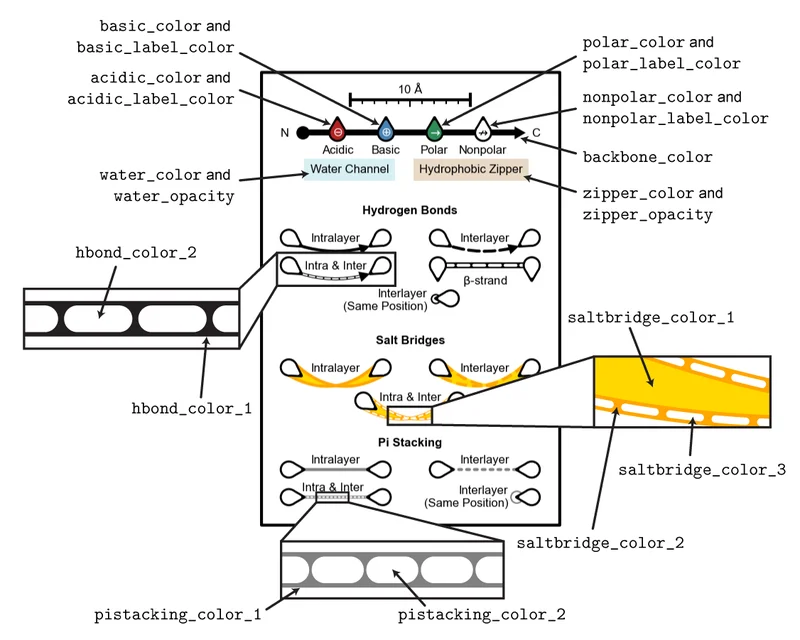 basic_color and
basic_label_color
acidic_color and
acidic_label_color
polar_color and
polar_label_color
nonpolar_color and
nonpolar_label_color
backbone_color
water_color and
water_opacity
zipper_color and
zipper_opacity
10 Å
N
C
Acidic
Basic
Polar
Nonpolar
Water Channel
Hydrophobic Zipper
Hydrogen Bonds
Intralayer
Interlayer
Intra & Inter
β-strand
Interlayer
(Same Position)
hbond_color_2
hbond_color_1
Salt Bridges
Intralayer
Interlayer
Intra & Inter
saltbridge_color_1
saltbridge_color_3
saltbridge_color_2
Pi Stacking
Intralayer
Interlayer
Intra & Inter
Interlayer
(Same Position)
pistacking_color_1
pistacking_color_2